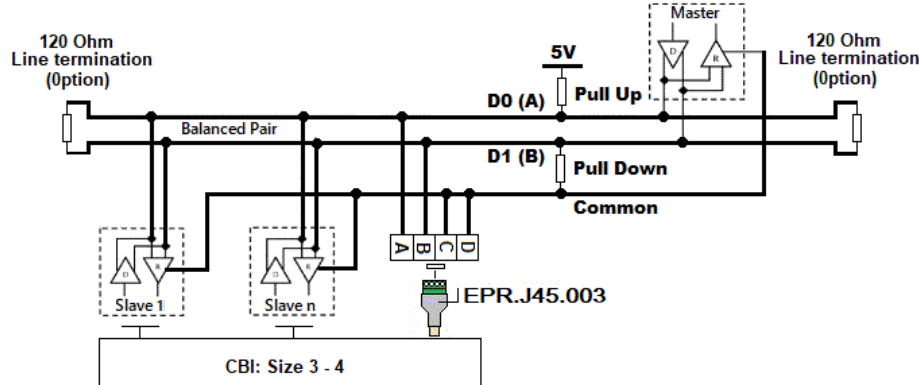 Master
120 Ohm
Line termination
(0ption)
5V
120 Ohm
Line termination
(0ption)
D
R
Pull Up
D0 (A)
Balanced Pair
D1 (B)
Pull Down
Common
A B C D
D R
D R
Slave 1
Slave n
EPR.J45.003
CBI: Size 3 - 4